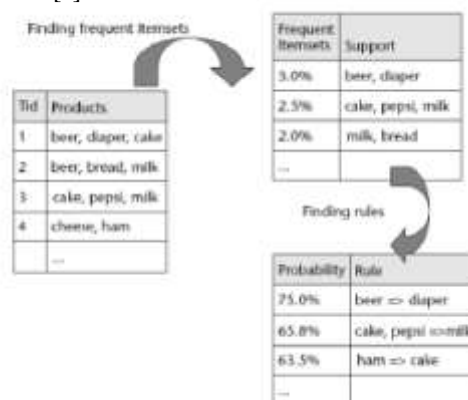 Finding frequent itemsets
Tid Products
1 beer, diaper, cake
2 beer, bread, milk
3 cake, pepsi, milk
4 cheese, ham
...
Frequent Itemsets Support
3.0% beer, diaper
2.5% cake, pepsi, milk
2.0% milk, bread
...
Finding rules
Probability Rule
75.0% beer => diaper
65.8% cake, pepsi =>milk
63.5% ham => cake
...